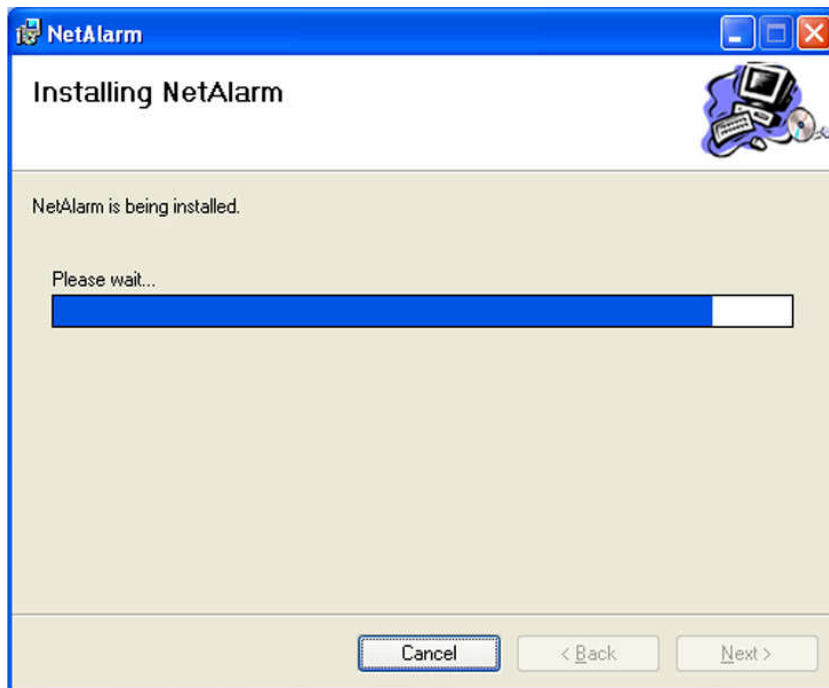 NetAlarm
Installing NetAlarm
NetAlarm is being installed.
Please wait...
Cancel
< Back
Next >